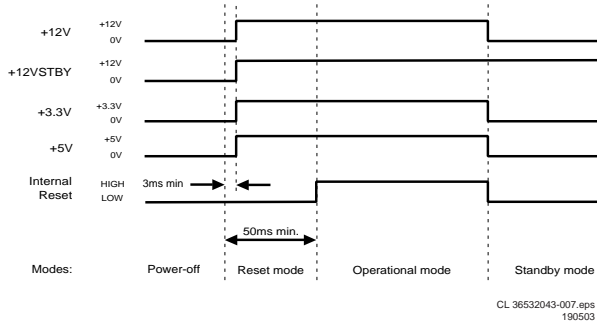 +12V +12V
0V
+12VSTBY +12V
0V
+3.3V +3.3V
0V
+5V +5V
0V
Internal Reset HIGH 3ms min
LOW
50ms min.
Modes: Power-off Reset mode Operational mode Standby mode
CL 36532043-007.eps
190503